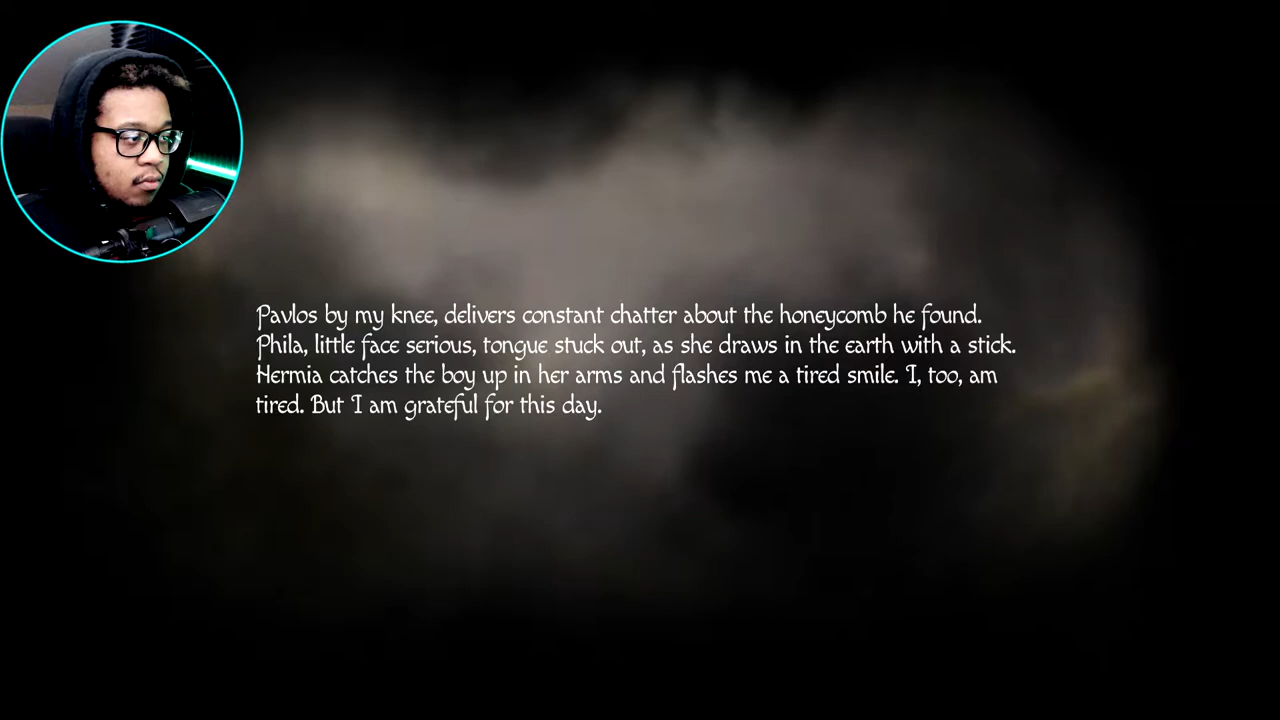 Pavlos by my knee, delivers constant chatter about the honeycomb he found.
Phila, little face serious, tongue stuck out, as she draws in the earth with a stick.
Hermia catches the boy up in her arms and flashes me a tired smile. I, too, am
tired. But I am grateful for this day.